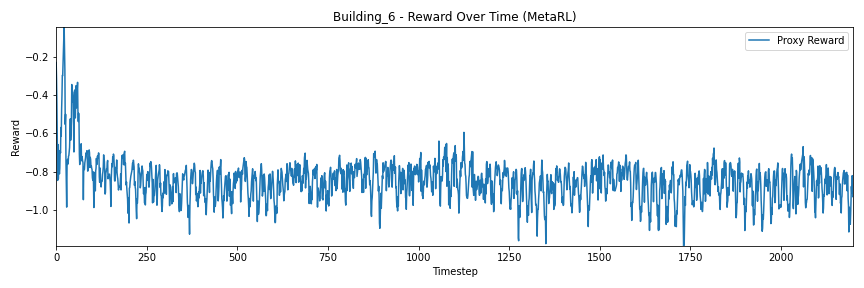 Building_6 - Reward Over Time (MetaRL)
Proxy Reward
Reward
−0.2
−0.4
−0.6
−0.8
−1.0
0 250 500 750 1000 1250 1500 1750 2000
Timestep